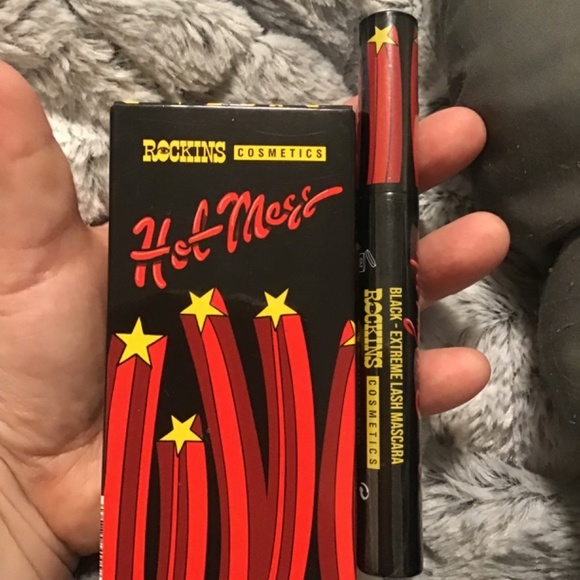 ROCKINS COSMETICS
Hot Mess
BLACK - EXTREME LASH MASCARA
ROCKINS COSMETICS